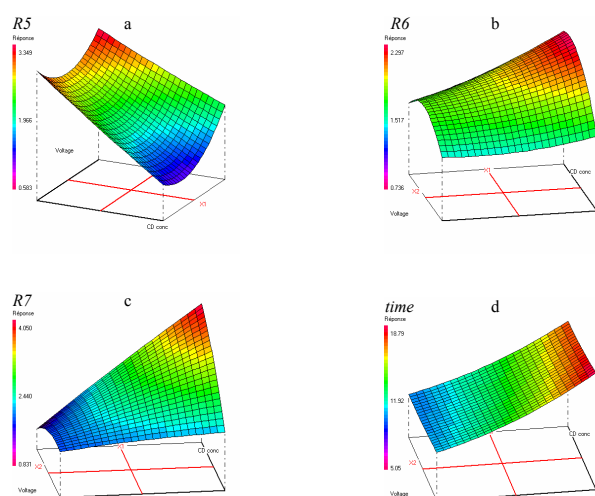 R5
a
Réponse
3.349
1.966
0.583
Voltage
X1
CD conc
R6
b
Réponse
2.297
1.517
0.736
X1
CD conc
X2
Voltage
R7
c
Réponse
4.050
2.440
0.831
CD conc
X2
Voltage
time
d
Réponse
18.79
11.92
5.05
CD conc
X2
Voltage